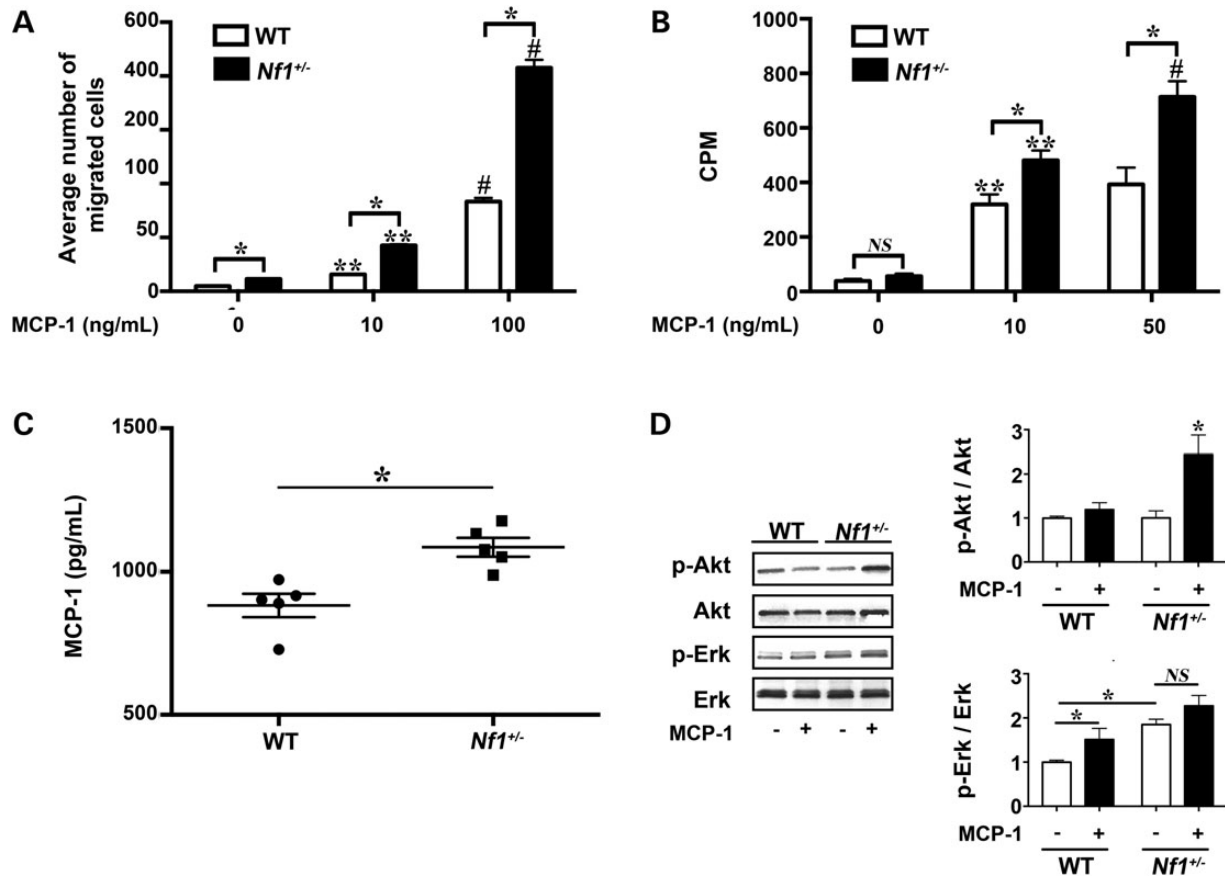 A
600
400
200
100
50
0
Average number of
migrated cells
WT
Nf1+/-
*
*
*
**
**
#
#
MCP-1 (ng/mL)
0
10
100
B
1000
800
600
400
200
0
CPM
WT
Nf1+/-
NS
*
*
**
**
#
MCP-1 (ng/mL)
0
10
50
C
1500
1000
500
MCP-1 (pg/mL)
*
WT
Nf1+/-
D
WT Nf1+/-
p-Akt
Akt
p-Erk
Erk
MCP-1 - + - +
p-Akt / Akt
3
2
1
0
*
MCP-1 - + - +
WT Nf1+/-
p-Erk / Erk
3
2
1
0
*
*
NS
MCP-1 - + - +
WT Nf1+/-